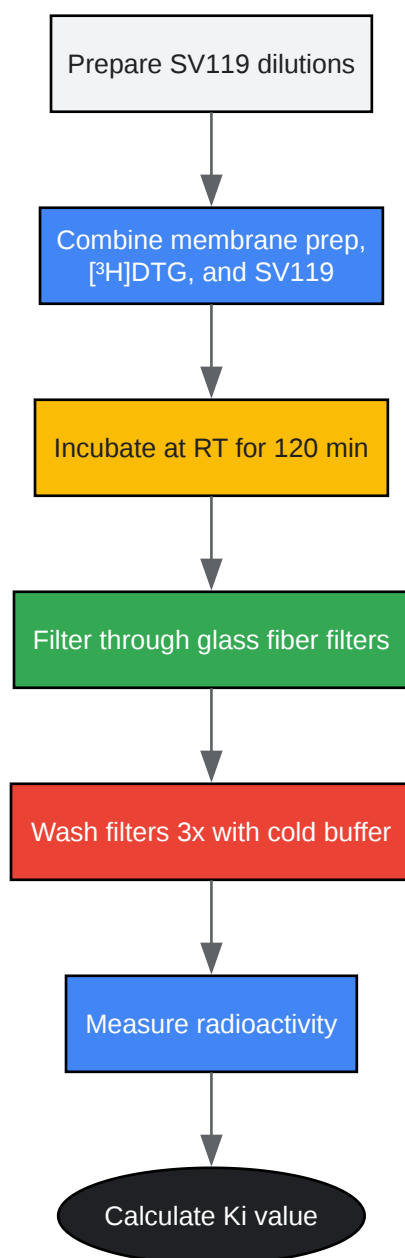 Prepare SV119 dilutions
Combine membrane prep,
[³H]DTG, and SV119
Incubate at RT for 120 min
Filter through glass fiber filters
Wash filters 3x with cold buffer
Measure radioactivity
Calculate Ki value